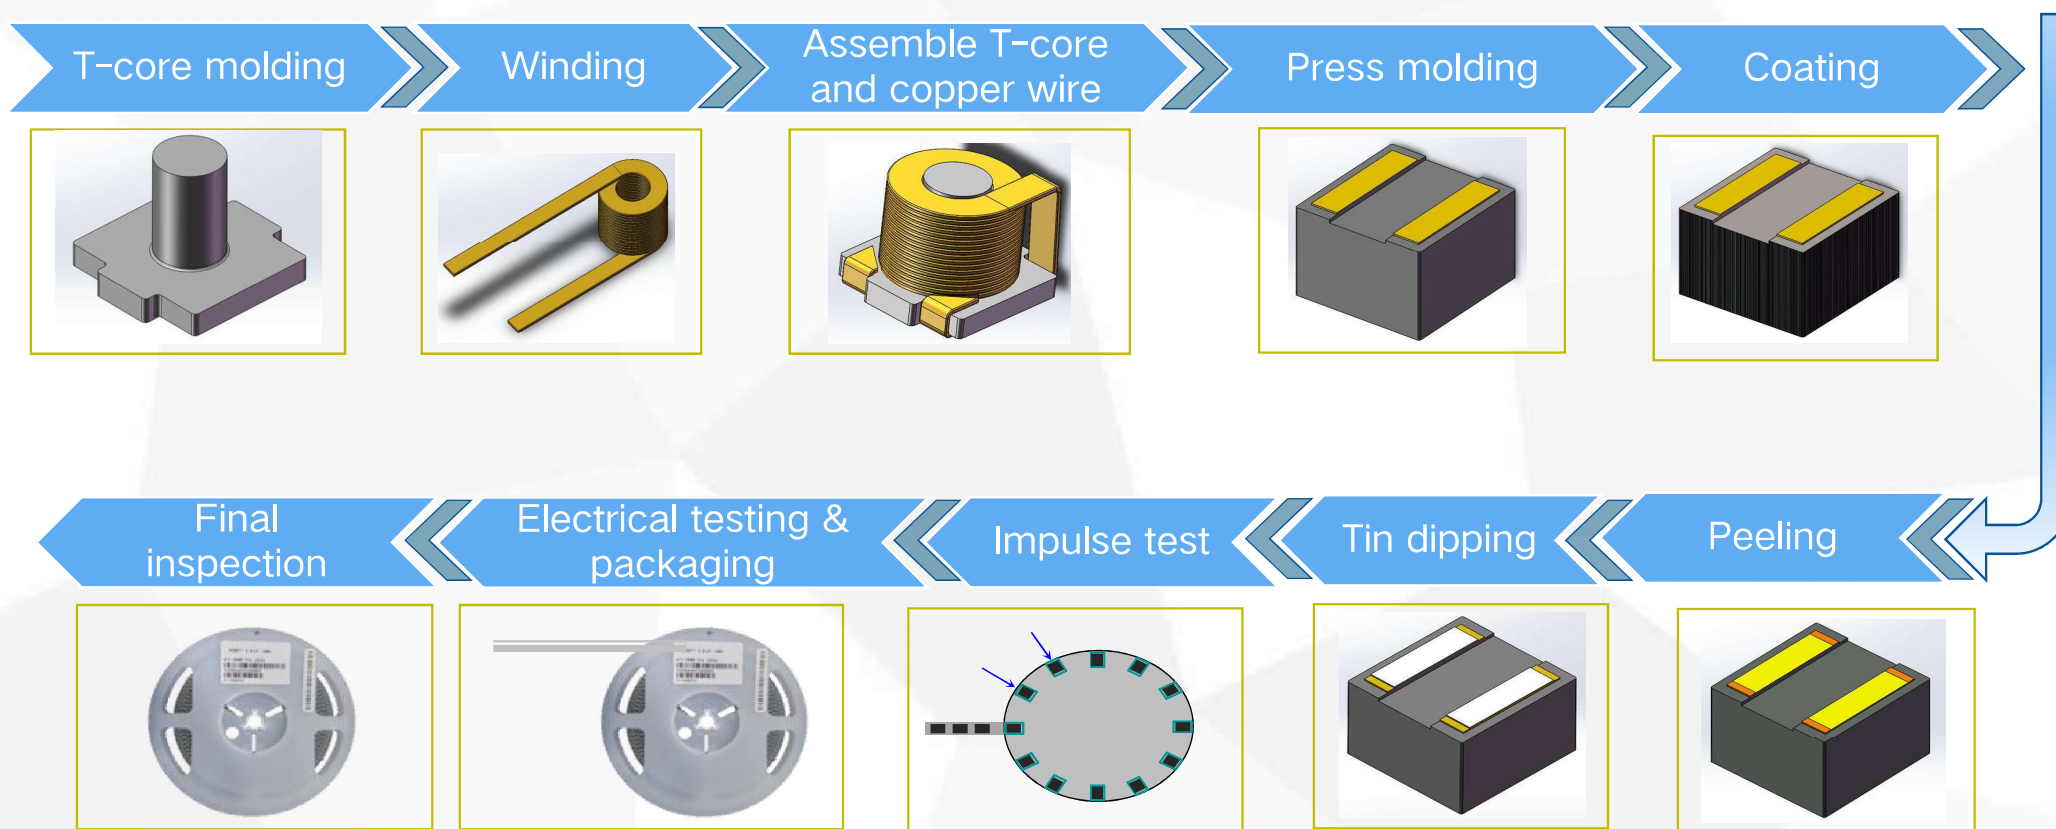 T-core molding
Winding
Assemble T-core
and copper wire
Press molding
Coating
Peeling
Tin dipping
Impulse test
Electrical testing &
packaging
Final
inspection